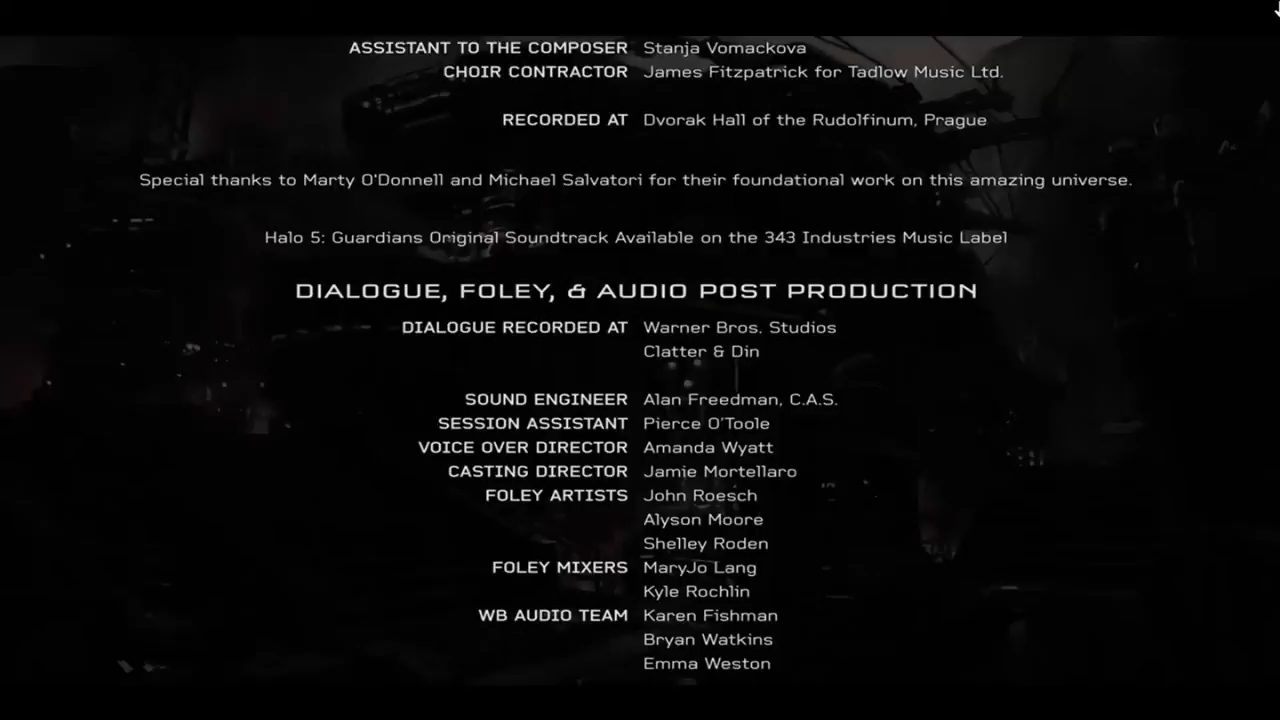 ASSISTANT TO THE COMPOSER Stanja Vomackova
CHOIR CONTRACTOR James Fitzpatrick for Tadlow Music Ltd.
RECORDED AT Dvorak Hall of the Rudolfinum, Prague
Special thanks to Marty O'Donnell and Michael Salvatori for their foundational work on this amazing universe.
Halo 5: Guardians Original Soundtrack Available on the 343 Industries Music Label
DIALOGUE, FOLEY, & AUDIO POST PRODUCTION
DIALOGUE RECORDED AT Warner Bros. Studios
Clatter & Din
SOUND ENGINEER Alan Freedman, C.A.S.
SESSION ASSISTANT Pierce O'Toole
VOICE OVER DIRECTOR Amanda Wyatt
CASTING DIRECTOR Jamie Mortellaro
FOLEY ARTISTS John Roesch
Alyson Moore
Shelley Roden
FOLEY MIXERS MaryJo Lang
Kyle Rochlin
WB AUDIO TEAM Karen Fishman
Bryan Watkins
Emma Weston